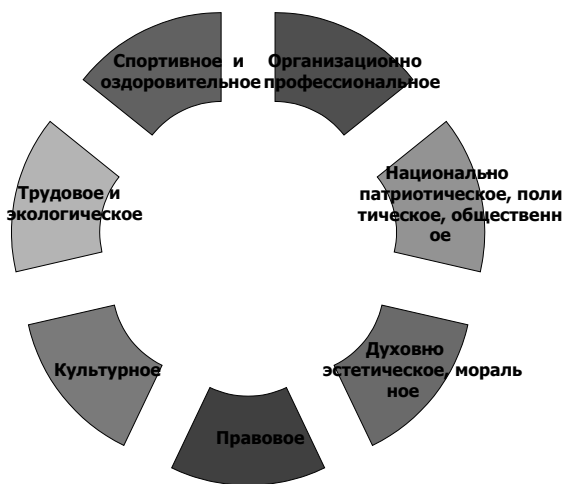 Спортивное и
оздоровительное
Организационно
профессиональное
Национально
патриотическое, поли
тическое, общественн
ое
Духовно
эстетическое, мораль
ное
Правовое
Культурное
Трудовое и
экологическое